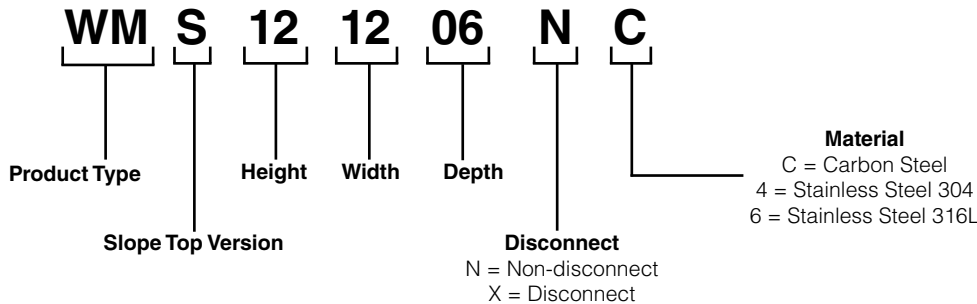 WM S 12 12 06 N C
Product Type
Height
Width
Depth
Material
C = Carbon Steel
4 = Stainless Steel 304
6 = Stainless Steel 316L
Slope Top Version
Disconnect
N = Non-disconnect
X = Disconnect